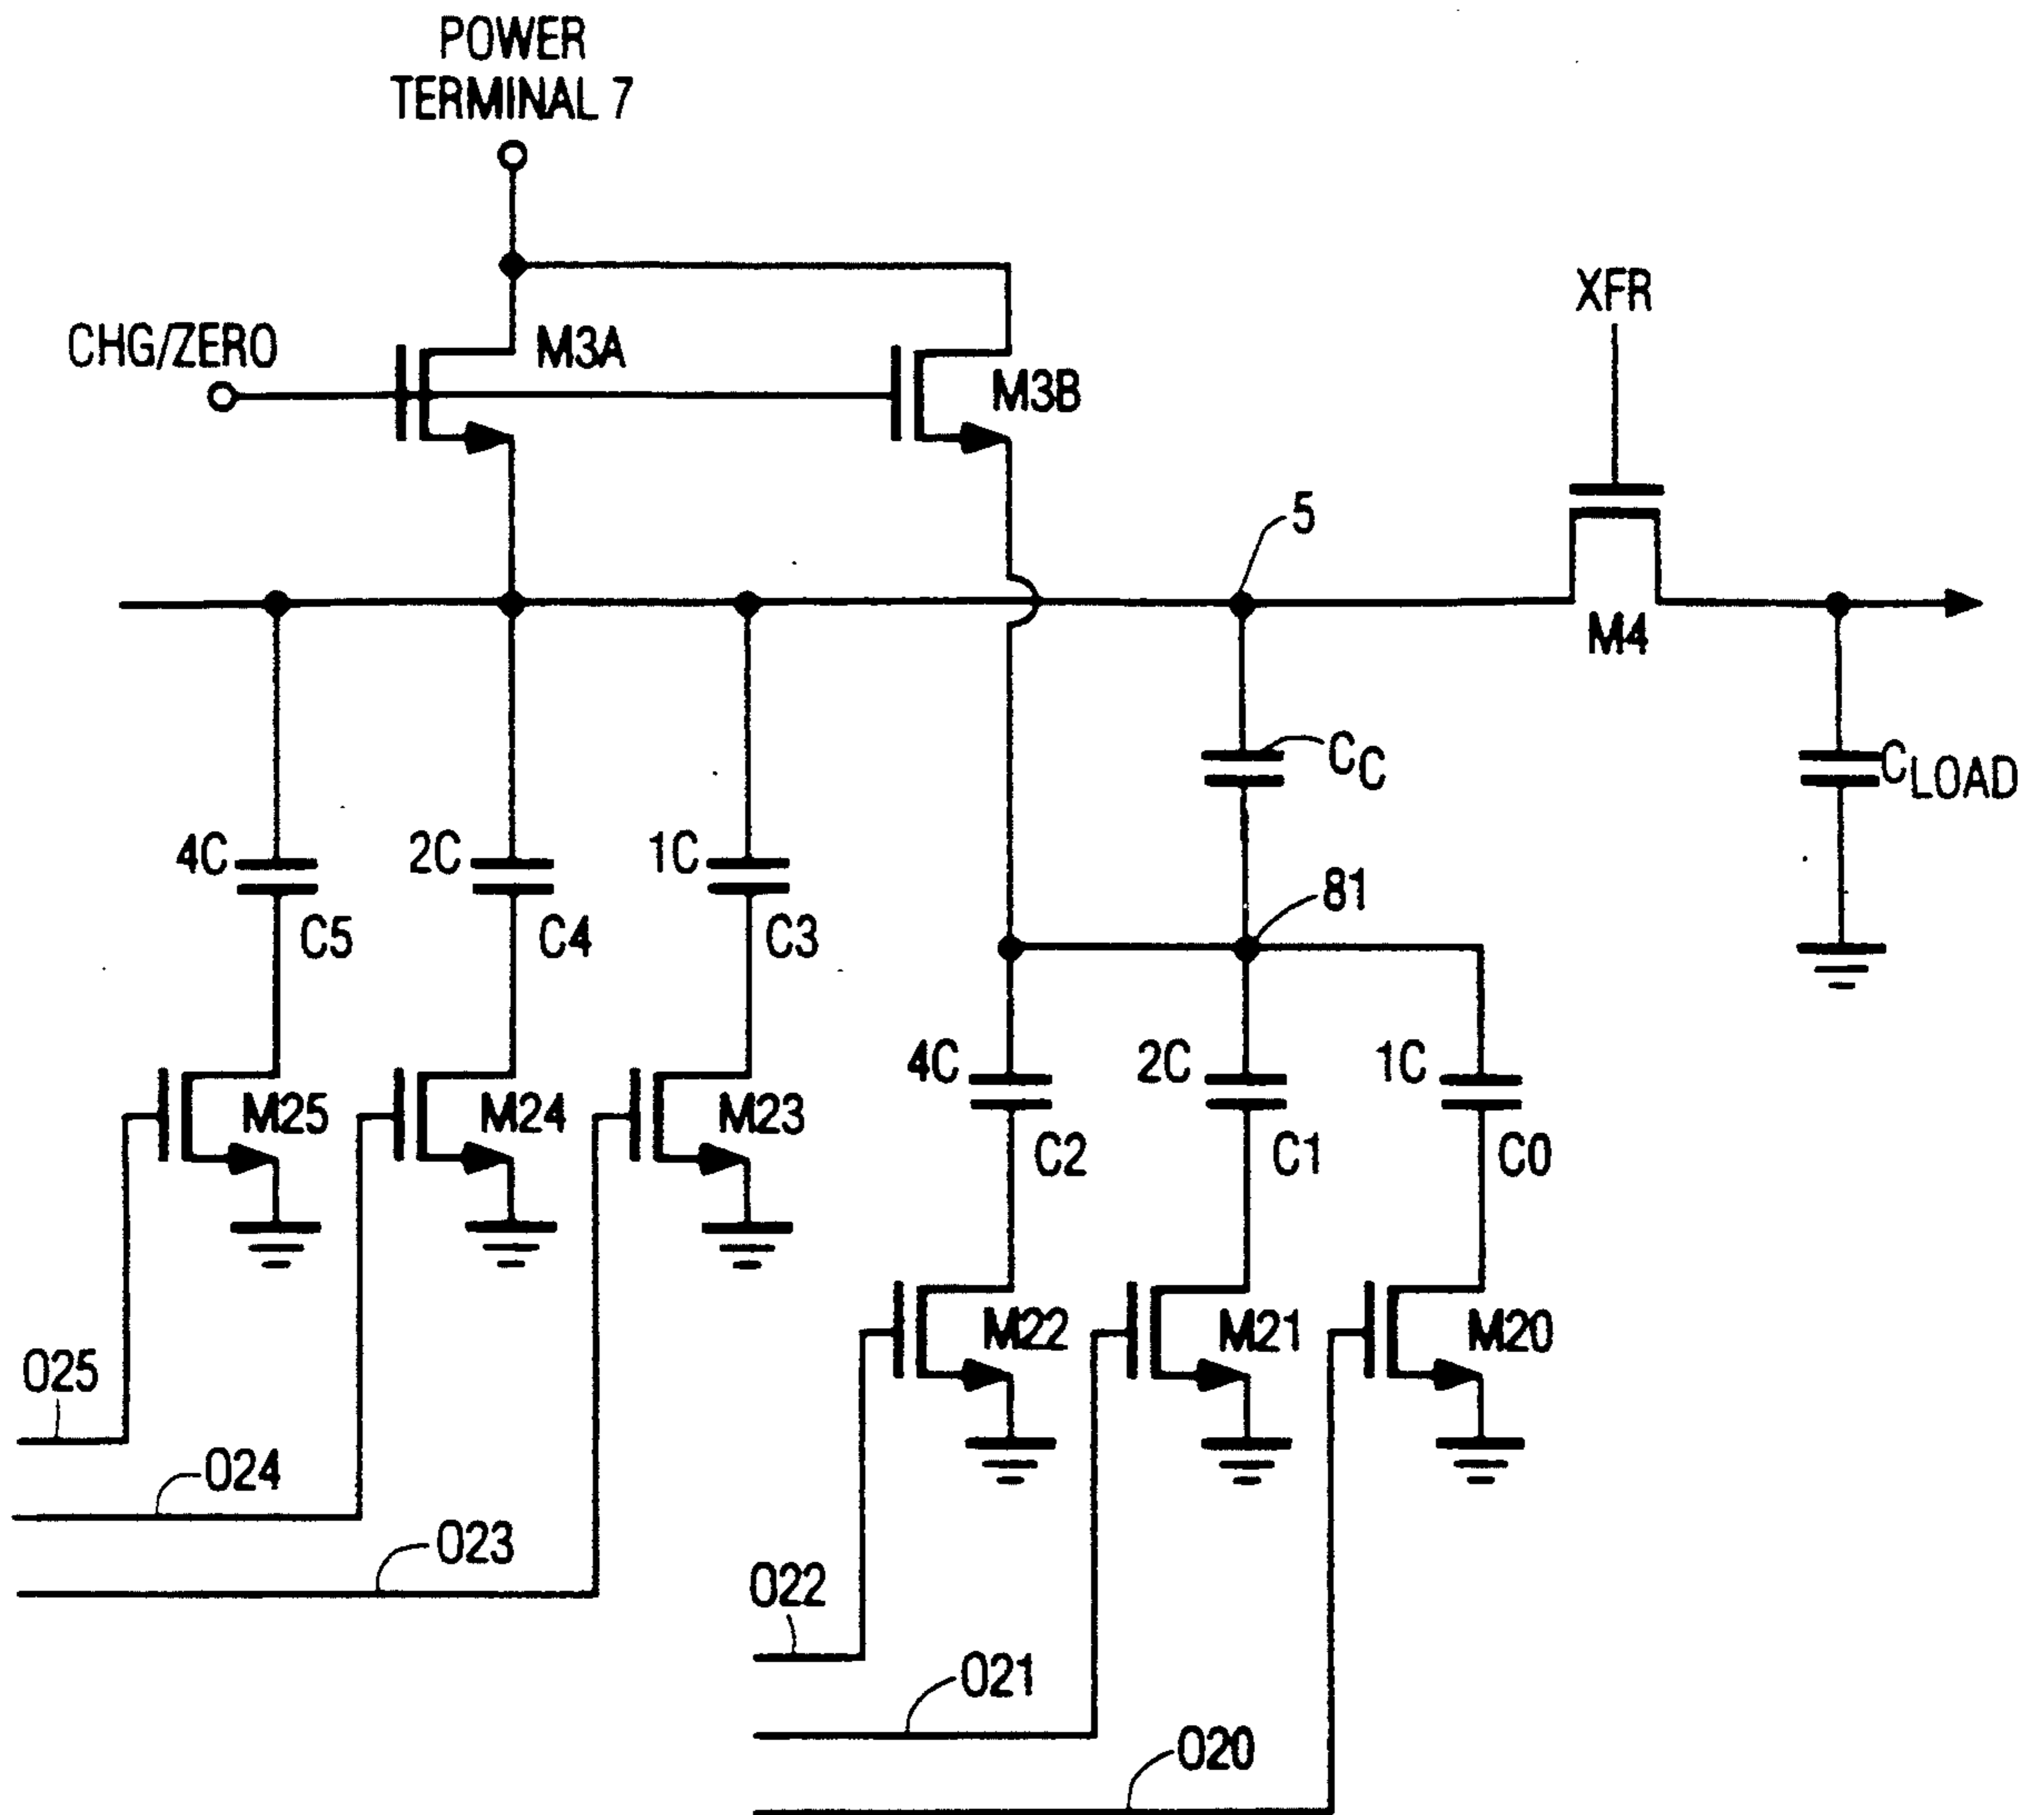 POWER
TERMINAL 7
CHG/ZERO
M3A
M3B
XFR
5
M4
CC
CLOAD
4C
2C
1C
C5
C4
C3
81
4C
2C
1C
M25
M24
M23
C2
C1
C0
M22
M21
M20
025
024
023
022
021
020